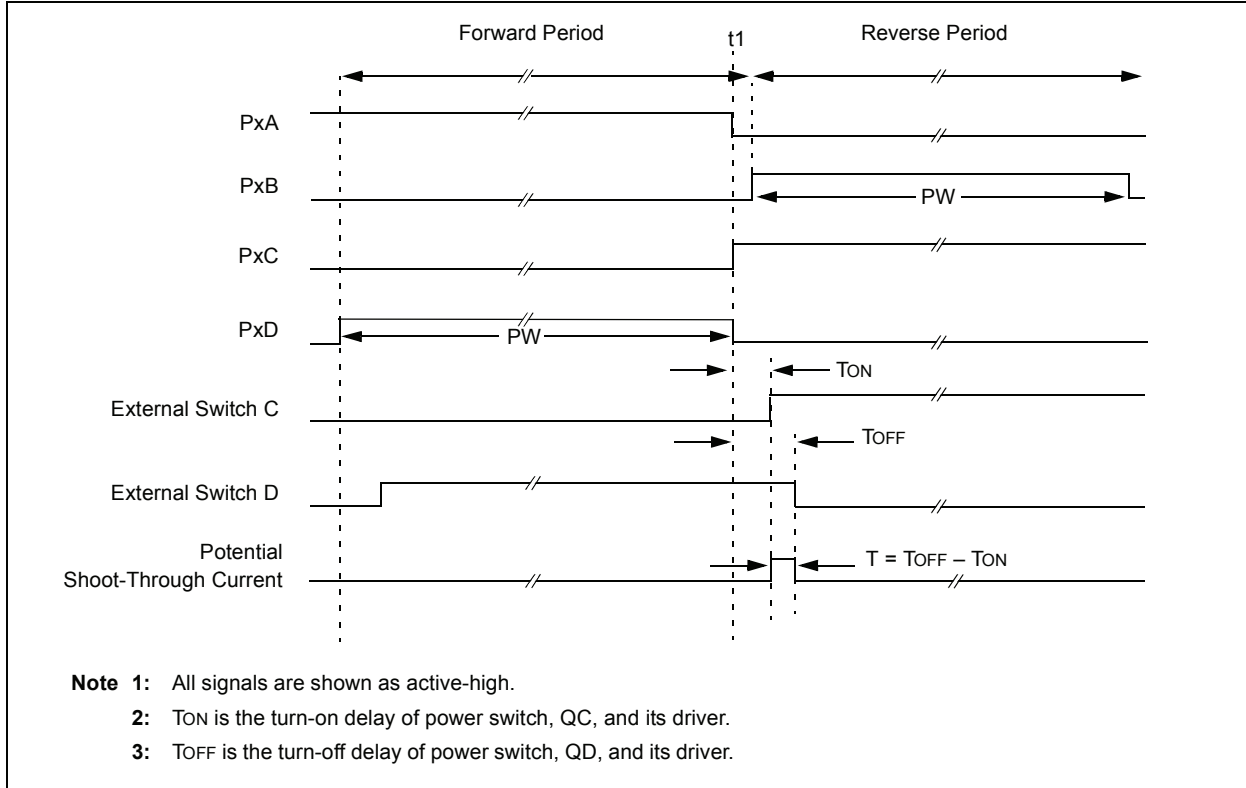 Forward Period
t1
Reverse Period
PxA
PxB
PW
PxC
PxD
PW
TON
External Switch C
TOFF
External Switch D
Potential
Shoot-Through Current
T = TOFF – TON
Note 1: All signals are shown as active-high.
2: TON is the turn-on delay of power switch, QC, and its driver.
3: TOFF is the turn-off delay of power switch, QD, and its driver.